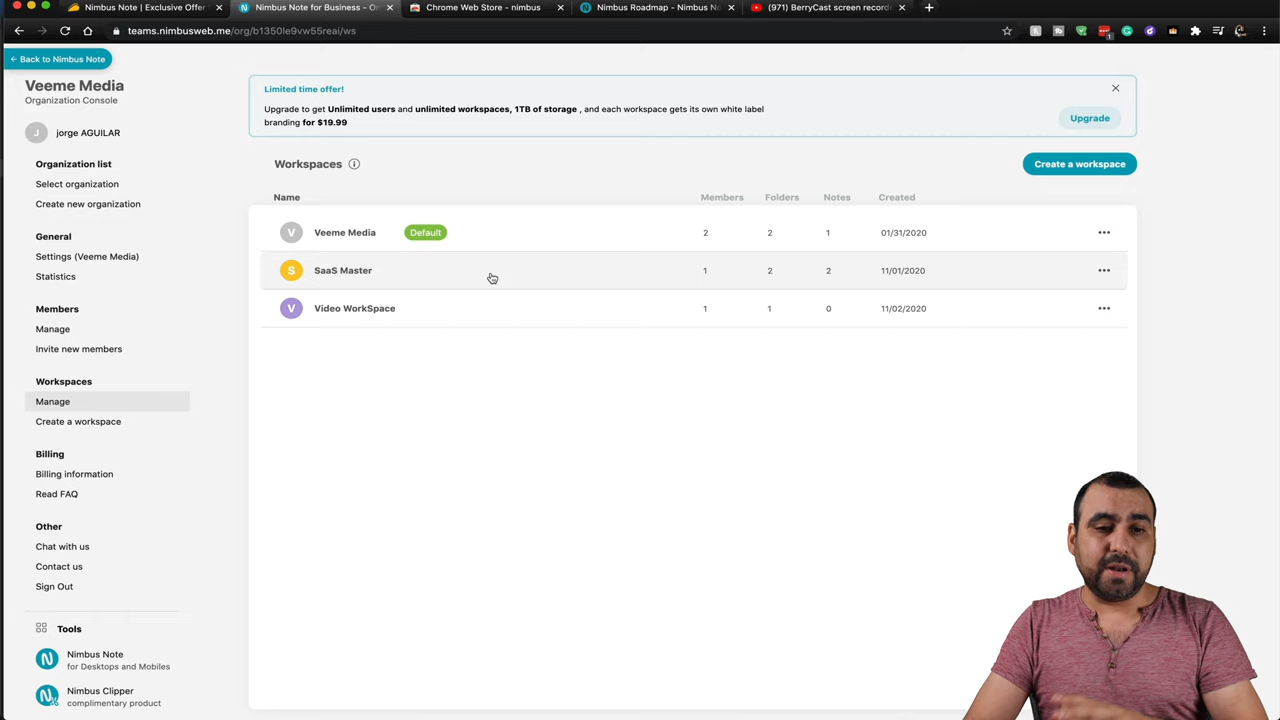 Nimbus Note | Exclusive Offer
Nimbus Note for Business - Or
Chrome Web Store - nimbus
Nimbus Roadmap - Nimbus No
(971) BerryCast screen record
teams.nimbusweb.me/org/b1350le9vw55reai/ws
← Back to Nimbus Note
Veeme Media
Organization Console
J jorge AGUILAR
Organization list
Select organization
Create new organization
General
Settings (Veeme Media)
Statistics
Members
Manage
Invite new members
Workspaces
Manage
Create a workspace
Billing
Billing information
Read FAQ
Other
Chat with us
Contact us
Sign Out
Tools
Nimbus Note
for Desktops and Mobiles
Nimbus Clipper
complimentary product
Limited time offer!
Upgrade to get Unlimited users and unlimited workspaces, 1TB of storage , and each workspace gets its own white label
branding for $19.99
Upgrade
Workspaces
Create a workspace
Name Members Folders Notes Created
V Veeme Media Default 2 2 1 01/31/2020
S SaaS Master 1 2 2 11/01/2020
V Video WorkSpace 1 1 0 11/02/2020